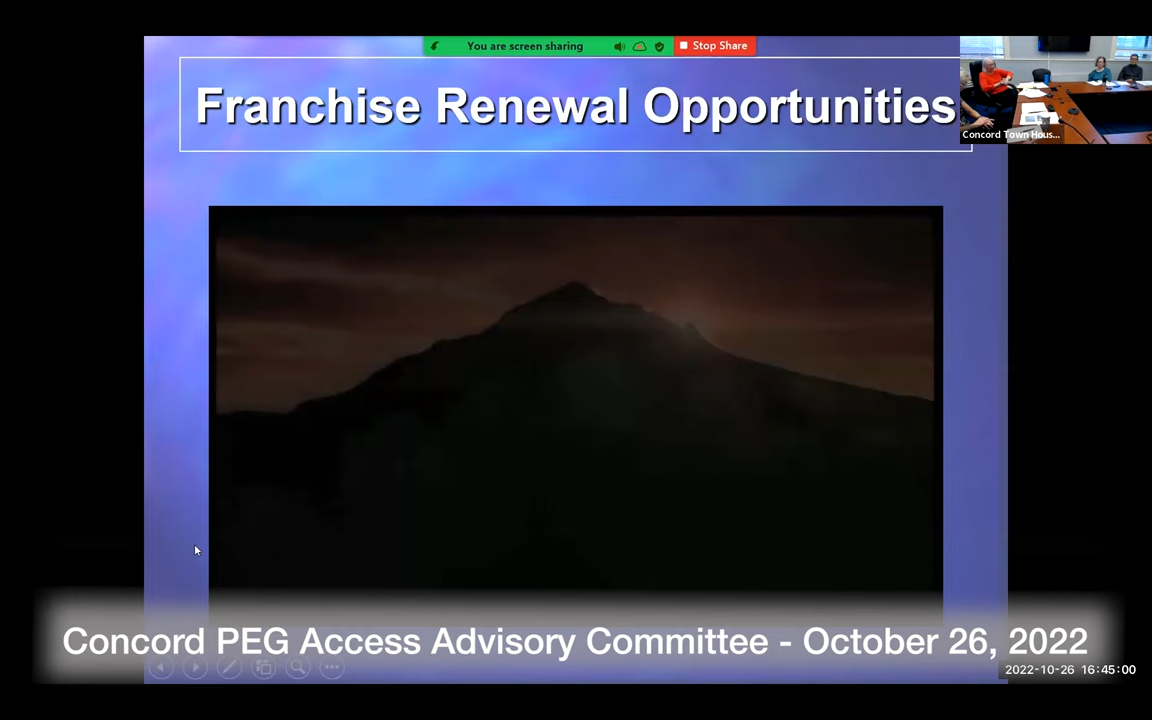 You are screen sharing
Stop Share
Franchise Renewal Opportunities
Concord Town Hous...
Concord PEG Access Advisory Committee - October 26, 2022
2022-10-26 16:45:00